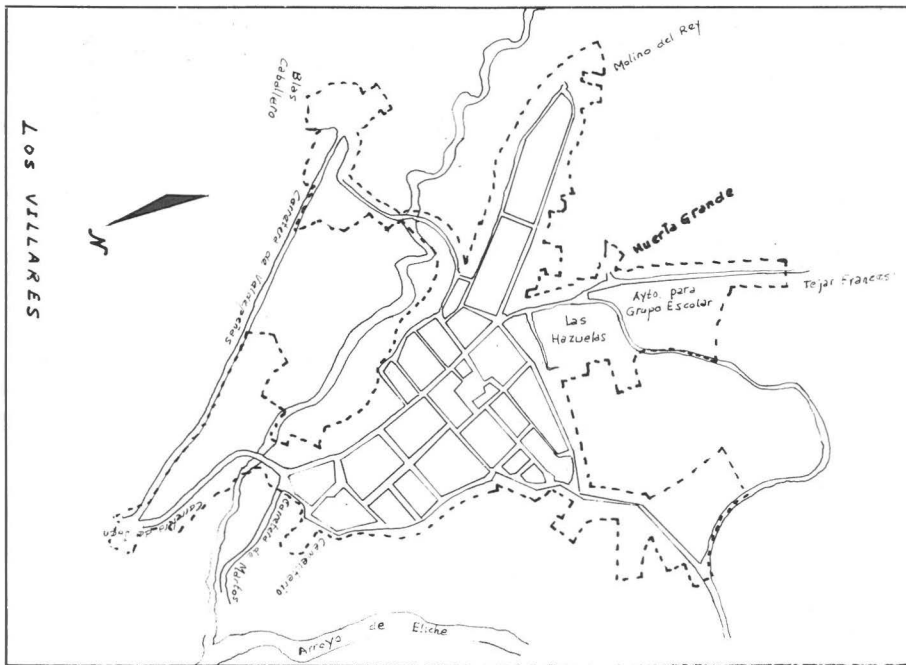 LOS VILLARES
Blas
Caballero
Molino del Rey
N
Carretera de Valdepeñas
Huerta Grande
Tejar Frances
Ayto. para
Grupo Escolar
Las
Hazuelas
Carretera de Jaén
Carretera de
Martos
Cementerio
Arroyo de Eliche